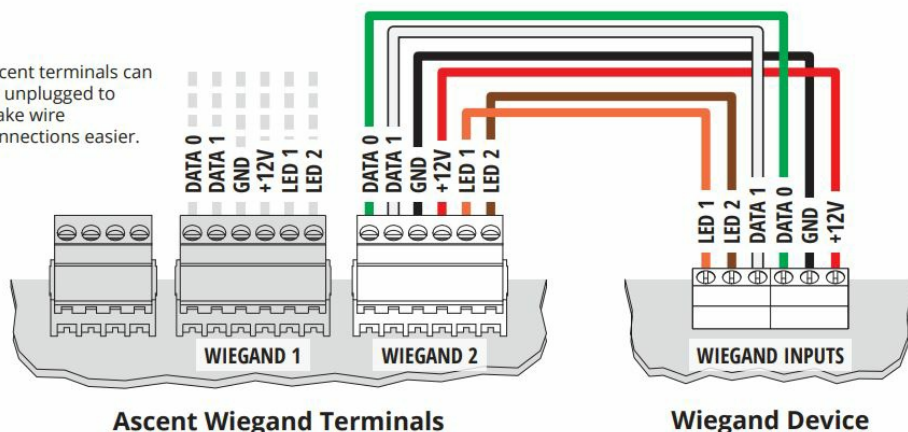 cent terminals can
unplugged to
ake wire
nnections easier.
DATA 0
DATA 1
GND
+12V
LED 1
LED 2
DATA 0
DATA 1
GND
+12V
LED 1
LED 2
LED 1
LED 2
DATA 1
DATA 0
GND
+12V
WIEGAND 1
WIEGAND 2
WIEGAND INPUTS
Ascent Wiegand Terminals
Wiegand Device